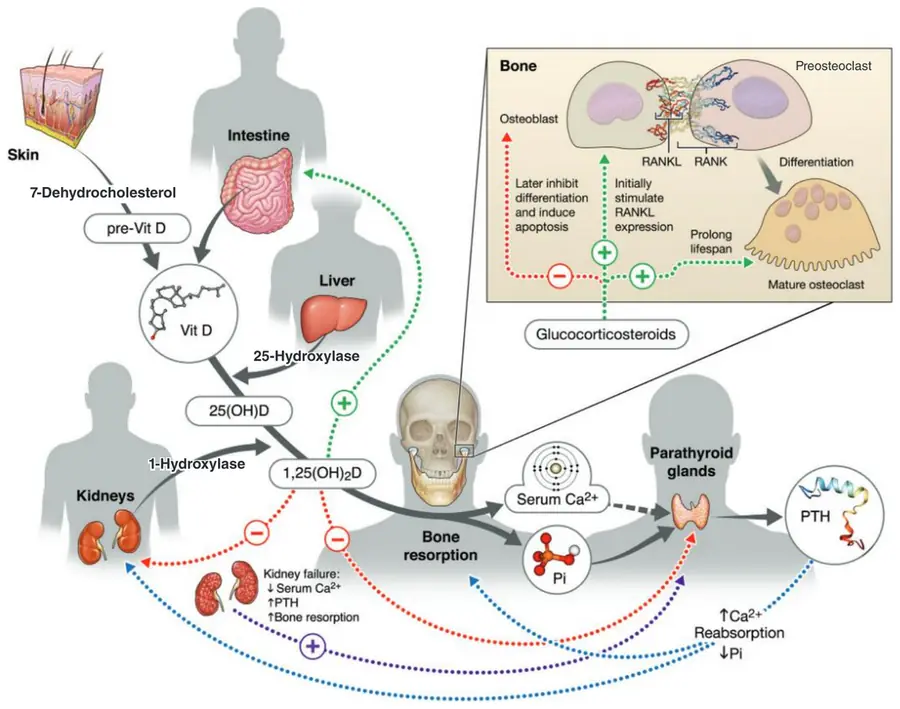 Skin
7-Dehydrocholesterol
pre-Vit D
Intestine
Vit D
Liver
25-Hydroxylase
25(OH)D
1-Hydroxylase
Kidneys
1,25(OH)₂D
+
−
−
Kidney failure:
↓ Serum Ca²⁺
↑PTH
↑Bone resorption
+
Bone
resorption
Serum Ca²⁺
Pi
Parathyroid
glands
PTH
↑Ca²⁺
Reabsorption
↓Pi
Bone
Preosteoclast
Osteoblast
RANKL
RANK
Differentiation
Later inhibit
differentiation
and induce
apoptosis
Initially
stimulate
RANKL
expression
Prolong
lifespan
Mature osteoclast
−
+
+
Glucocorticosteroids